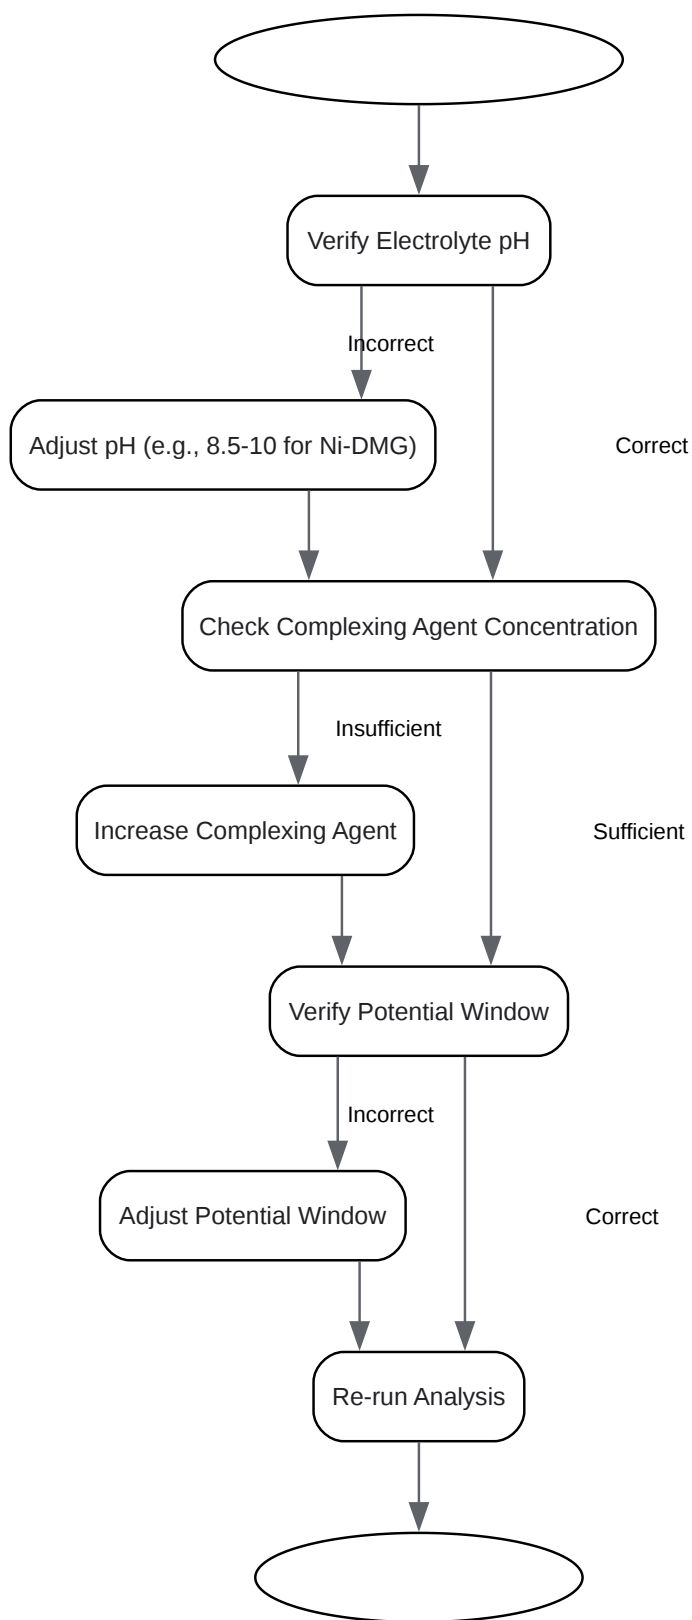 Verify Electrolyte pH
Incorrect
Adjust pH (e.g., 8.5-10 for Ni-DMG)
Correct
Check Complexing Agent Concentration
Insufficient
Increase Complexing Agent
Sufficient
Verify Potential Window
Incorrect
Adjust Potential Window
Correct
Re-run Analysis